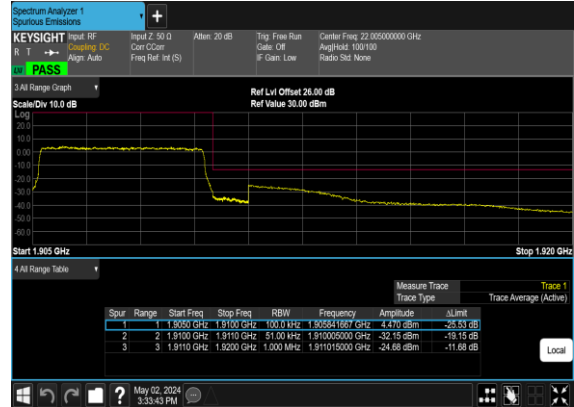 Spectrum Analyzer 1
Spurious Emissions
KEYSIGHT Input: RF Input Z: 50 Ω Atten: 20 dB Trig: Free Run Center Freq: 22.005000000 GHz
R T Coupling: DC Corr CCorr Gate: Off Avg|Hold: 100/100
Align: Auto Freq Ref: Int (S) IF Gain: Low Radio Std: None
PASS
3 All Range Graph
Ref Lvl Offset 26.00 dB
Scale/Div 10.0 dB Ref Value 30.00 dBm
Log
20.0
10.0
0.00
-10.0
-20.0
-30.0
-40.0
-50.0
-60.0
Start 1.905 GHz Stop 1.920 GHz
4 All Range Table
Measure Trace Trace 1
Trace Type Trace Average (Active)
Spur Range Start Freq Stop Freq RBW Frequency Amplitude ΔLimit
1 1 1.9050 GHz 1.9100 GHz 100.0 kHz 1.905841667 GHz 4.470 dBm -25.53 dB
2 2 1.9100 GHz 1.9110 GHz 51.00 kHz 1.910005000 GHz -32.15 dBm -19.15 dB
3 3 1.9110 GHz 1.9200 GHz 1.000 MHz 1.911015000 GHz -24.68 dBm -11.68 dB
Local
May 02, 2024
3:33:43 PM